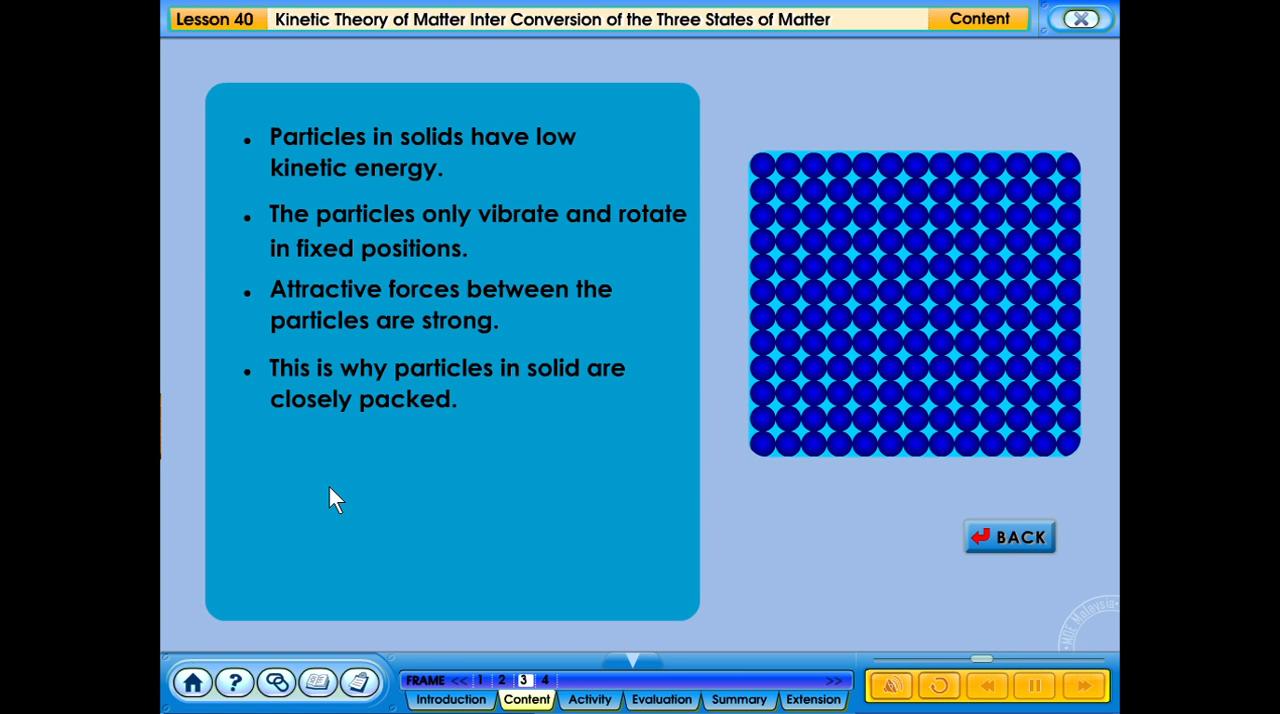 Lesson 40 Kinetic Theory of Matter Inter Conversion of the Three States of Matter Content
• Particles in solids have low
kinetic energy.
• The particles only vibrate and rotate
in fixed positions.
• Attractive forces between the
particles are strong.
• This is why particles in solid are
closely packed.
BACK
MOE Malaysia
FRAME << 1 2 3 4 >>
Introduction Content Activity Evaluation Summary Extension